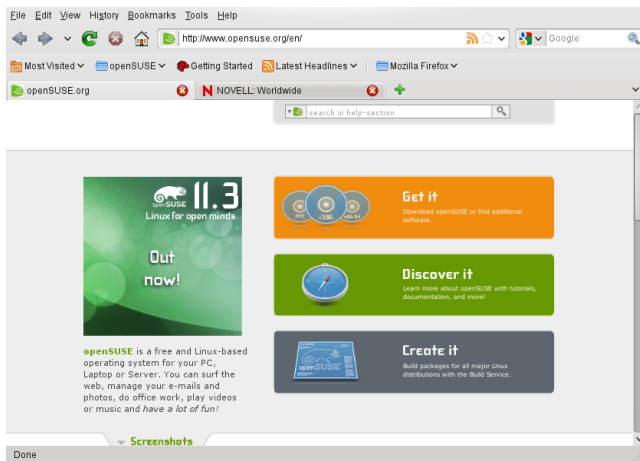 File Edit View History Bookmarks Tools Help
http://www.opensuse.org/en/
Google
Most Visited openSUSE Getting Started Latest Headlines Mozilla Firefox
openSUSE.org NOVELL: Worldwide
search in help-section
openSUSE 11.3
Linux for open minds.
Out
now!
PPC i386 x86-64
Get it
Download openSUSE or find additional
software.
Discover it
Learn more about openSUSE with tutorials,
documentation, and more!
openSUSE
Create it
Build packages for all major Linux
distributions with the Build Service.
openSUSE is a free and Linux-based
operating system for your PC,
Laptop or Server. You can surf the
web, manage your e-mails and
photos, do office work, play videos
or music and have a lot of fun!
Screenshots
Done